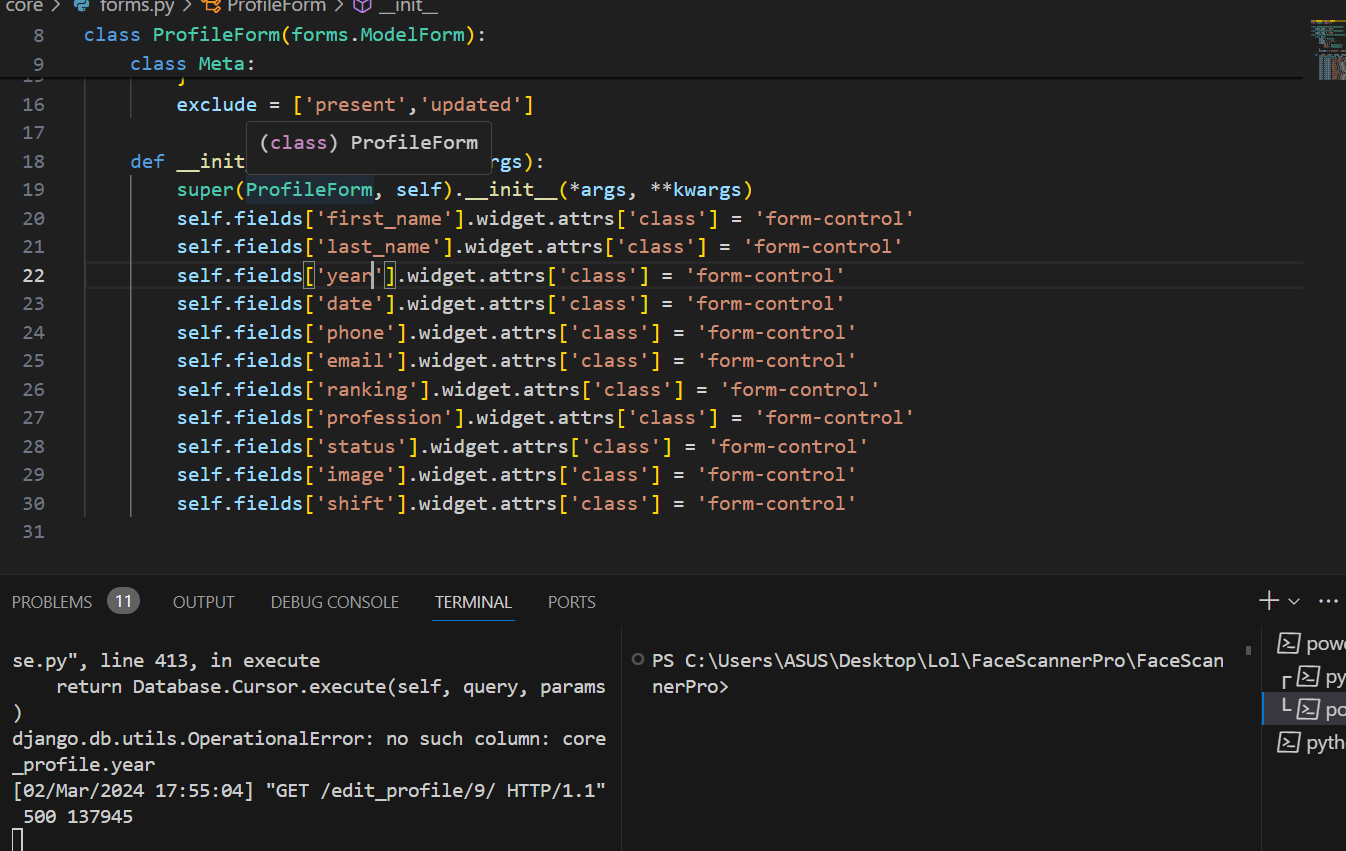 core > forms.py > ProfileForm > __init__
8 class ProfileForm(forms.ModelForm):
9 class Meta:
16 exclude = ['present','updated']
17
(class) ProfileForm
18 def __init rgs):
19 super(ProfileForm, self).__init__(*args, **kwargs)
20 self.fields['first_name'].widget.attrs['class'] = 'form-control'
21 self.fields['last_name'].widget.attrs['class'] = 'form-control'
22 self.fields['year'].widget.attrs['class'] = 'form-control'
23 self.fields['date'].widget.attrs['class'] = 'form-control'
24 self.fields['phone'].widget.attrs['class'] = 'form-control'
25 self.fields['email'].widget.attrs['class'] = 'form-control'
26 self.fields['ranking'].widget.attrs['class'] = 'form-control'
27 self.fields['profession'].widget.attrs['class'] = 'form-control'
28 self.fields['status'].widget.attrs['class'] = 'form-control'
29 self.fields['image'].widget.attrs['class'] = 'form-control'
30 self.fields['shift'].widget.attrs['class'] = 'form-control'
31
PROBLEMS 11 OUTPUT DEBUG CONSOLE TERMINAL PORTS
se.py", line 413, in execute
return Database.Cursor.execute(self, query, params
)
django.db.utils.OperationalError: no such column: core
_profile.year
[02/Mar/2024 17:55:04] "GET /edit_profile/9/ HTTP/1.1"
500 137945
PS C:\Users\ASUS\Desktop\Lol\FaceScannerPro\FaceScan
nerPro>
powe
py
po
pyth